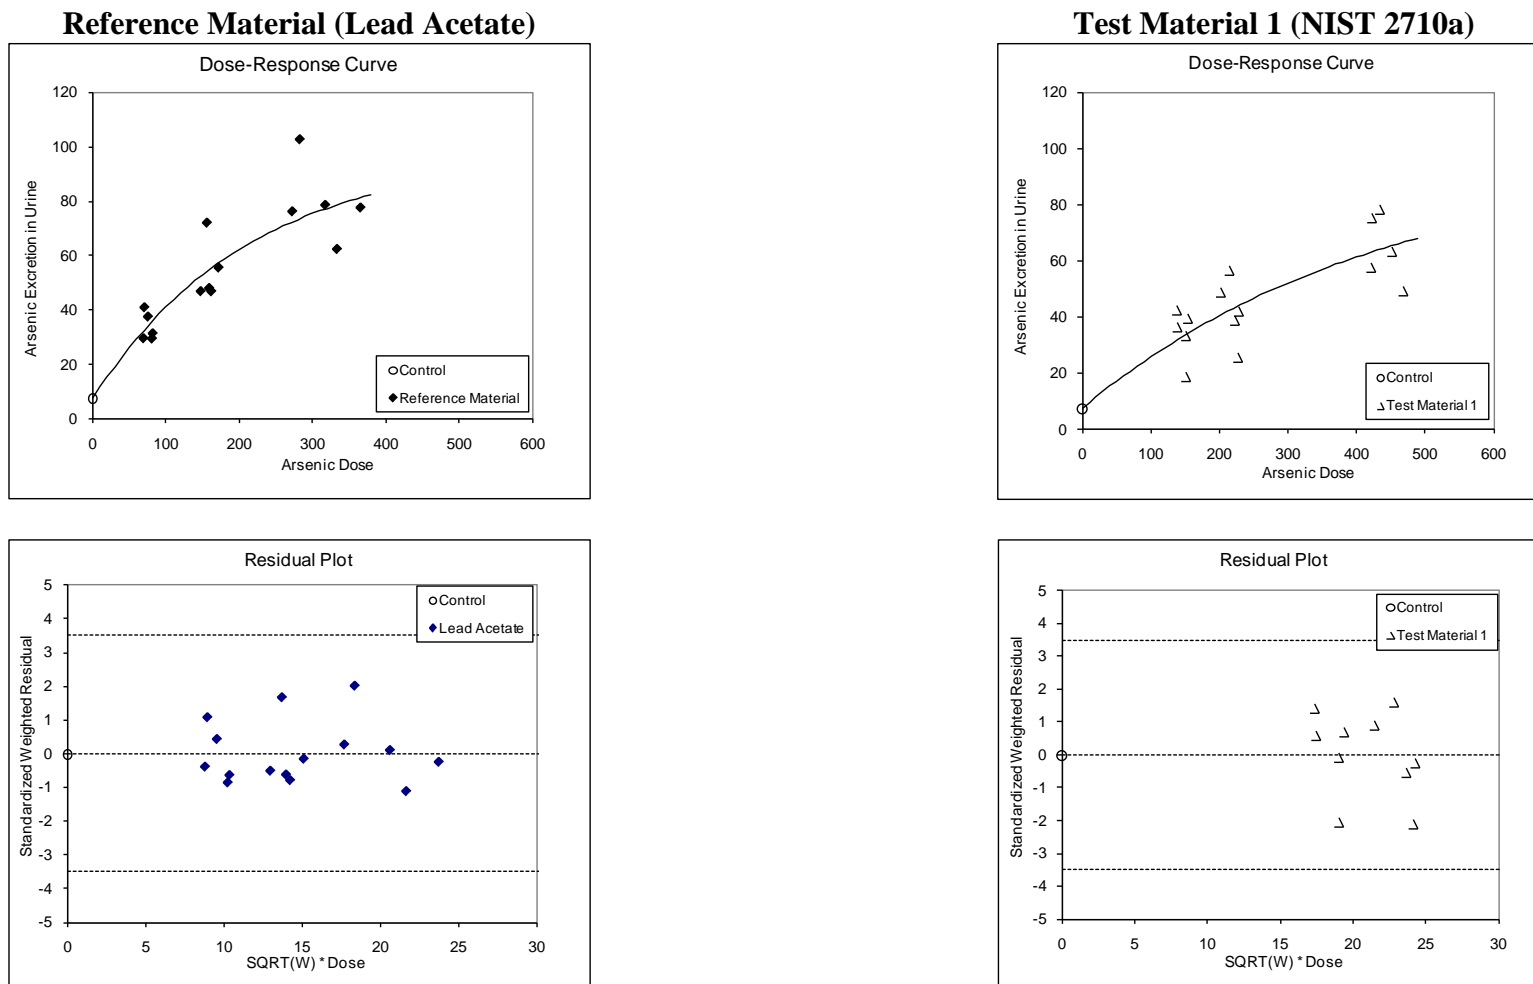 Reference Material (Lead Acetate)
Dose-Response Curve
120
100
80
60
40
20
0
Arsenic Excretion in Urine
Control
Reference Material
0 100 200 300 400 500 600
Arsenic Dose
Test Material 1 (NIST 2710a)
Dose-Response Curve
120
100
80
60
40
20
0
Arsenic Excretion in Urine
Control
Test Material 1
0 100 200 300 400 500 600
Arsenic Dose
Residual Plot
5
4
3
2
1
0
-1
-2
-3
-4
-5
Standardized Weighted Residual
Control
Lead Acetate
0 5 10 15 20 25 30
SQRT(W) * Dose
Residual Plot
5
4
3
2
1
0
-1
-2
-3
-4
-5
Standardized Weighted Residual
Control
Test Material 1
0 5 10 15 20 25 30
SQRT(W) * Dose